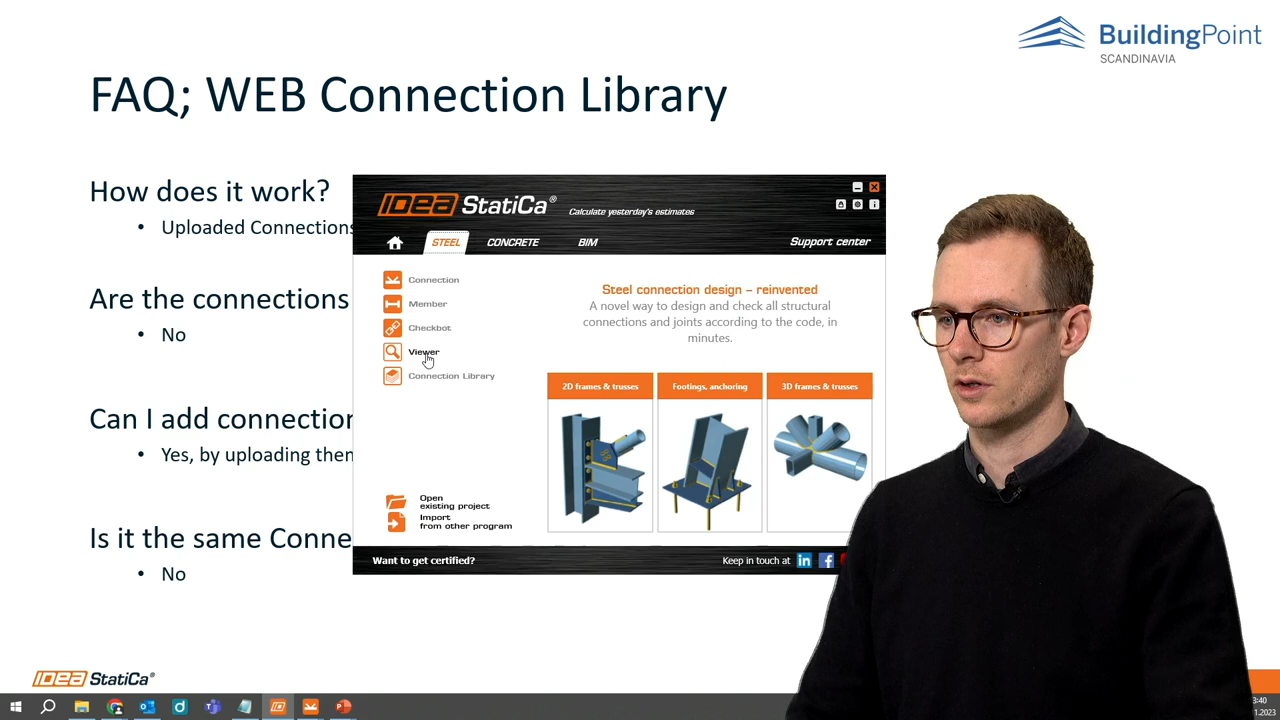 BuildingPoint
SCANDINAVIA
FAQ; WEB Connection Library
How does it work?
• Uploaded Connections
Are the connections
• No
Can I add connection
• Yes, by uploading them
Is it the same Conne
• No
IDEA StatiCa®
Calculate yesterday's estimates
STEEL
CONCRETE
BIM
Support center
Connection
Member
Checkbot
Viewer
Connection Library
Steel connection design – reinvented
A novel way to design and check all structural
connections and joints according to the code, in
minutes.
2D frames & trusses
Footings, anchoring
3D frames & trusses
Open
existing project
Import
from other program
Want to get certified?
Keep in touch at
IDEA StatiCa®
3:40
1.2023